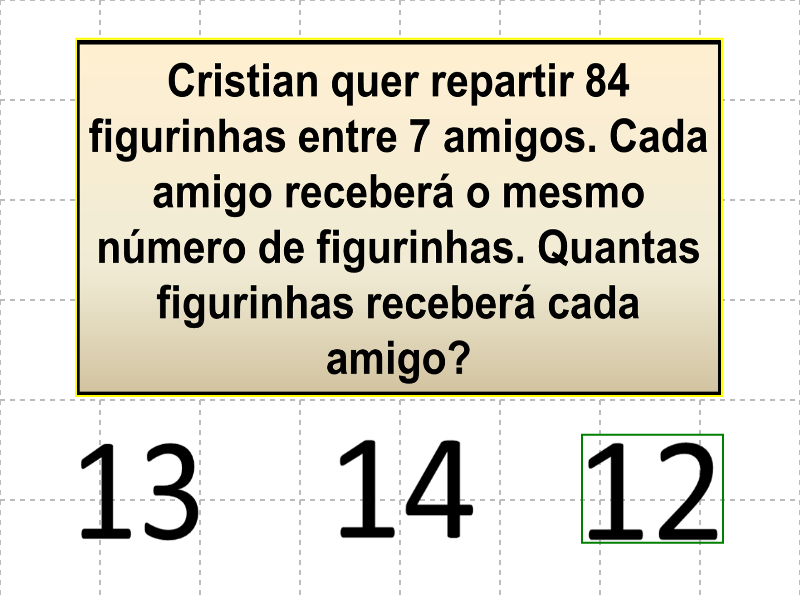 Cristian quer repartir 84
figurinhas entre 7 amigos. Cada
amigo receberá o mesmo
número de figurinhas. Quantas
figurinhas receberá cada
amigo?
13 14 12